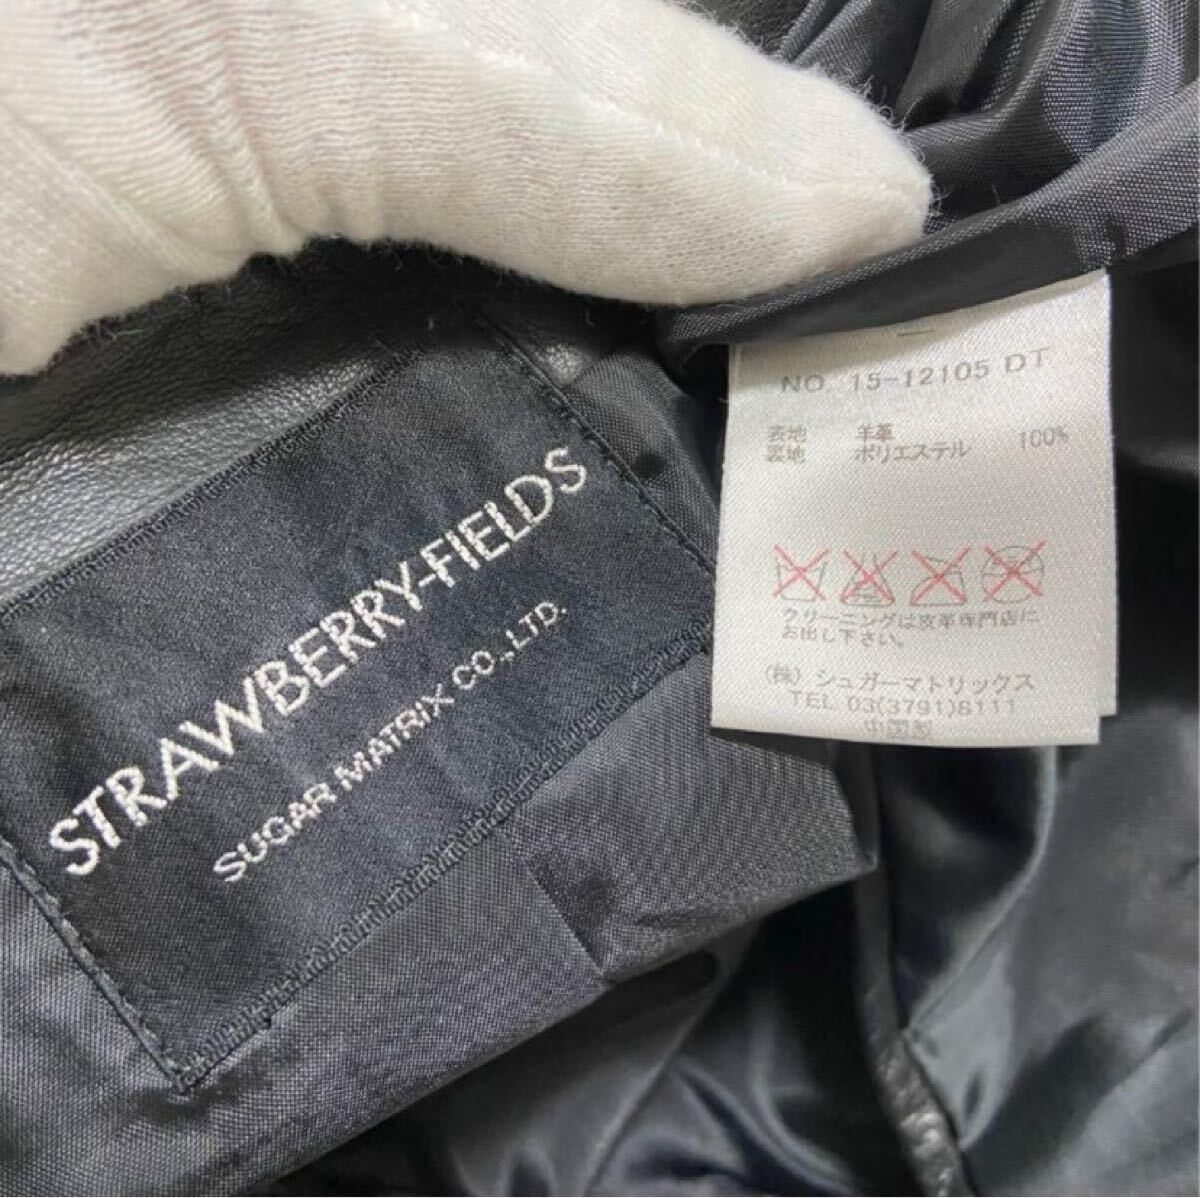 STRAWBERRY-FIELDS
SUGAR MATRIX CO.,LTD.
NO. 15-12105 DT
表地 羊革
裏地 ポリエステル 100%
クリーニングは皮革専門店に
お出し下さい。
(株) シュガーマトリックス
TEL 03(3791)8111
中国製